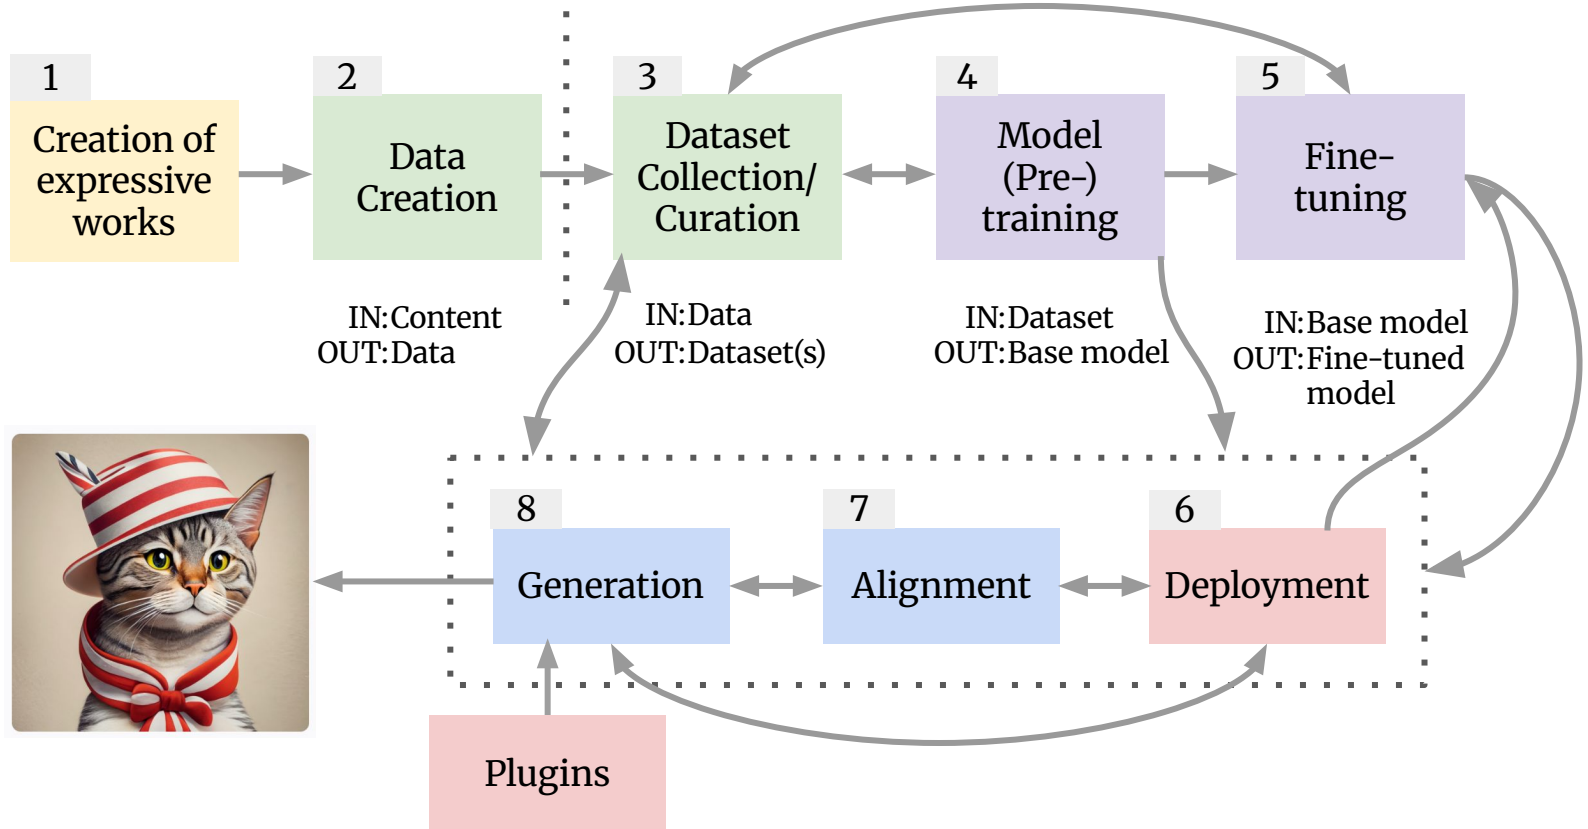 1
Creation of
expressive
works
2
Data
Creation
3
Dataset
Collection/
Curation
4
Model
(Pre-)
training
5
Fine-
tuning
IN:Content
OUT:Data
IN:Data
OUT:Dataset(s)
IN:Dataset
OUT:Base model
IN:Base model
OUT:Fine-tuned
model
8
Generation
7
Alignment
6
Deployment
Plugins